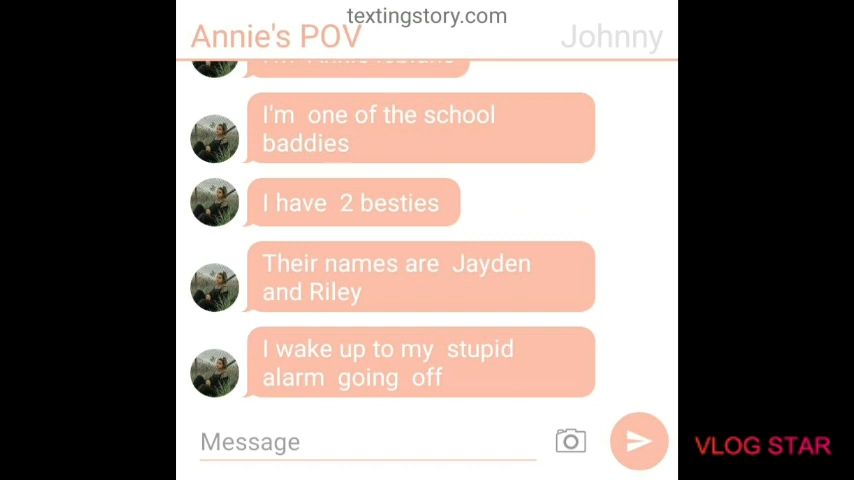 textingstory.com
Annie's POV
Johnny
I'm one of the school
baddies
I have 2 besties
Their names are Jayden
and Riley
I wake up to my stupid
alarm going off
Message
VLOG STAR